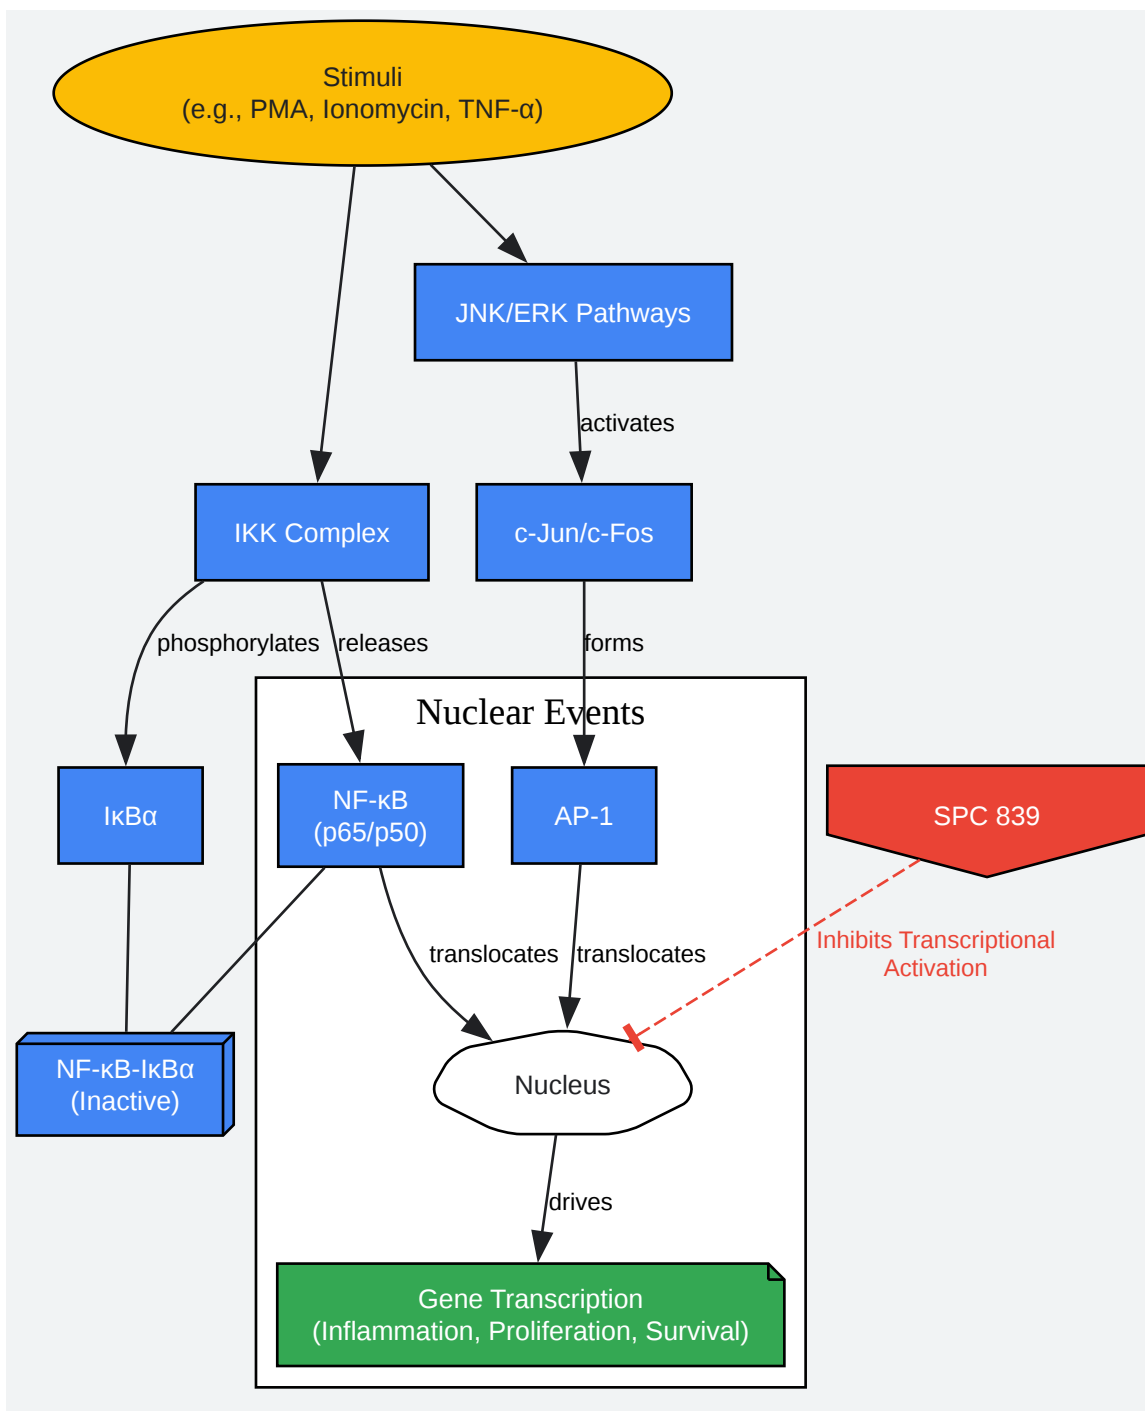 Stimuli
(e.g., PMA, Ionomycin, TNF-α)
JNK/ERK Pathways
activates
IKK Complex
c-Jun/c-Fos
phosphorylates
releases
forms
Nuclear Events
IκBα
NF-κB
(p65/p50)
AP-1
SPC 839
translocates
translocates
Inhibits Transcriptional
Activation
NF-κB-IκBα
(Inactive)
Nucleus
drives
Gene Transcription
(Inflammation, Proliferation, Survival)